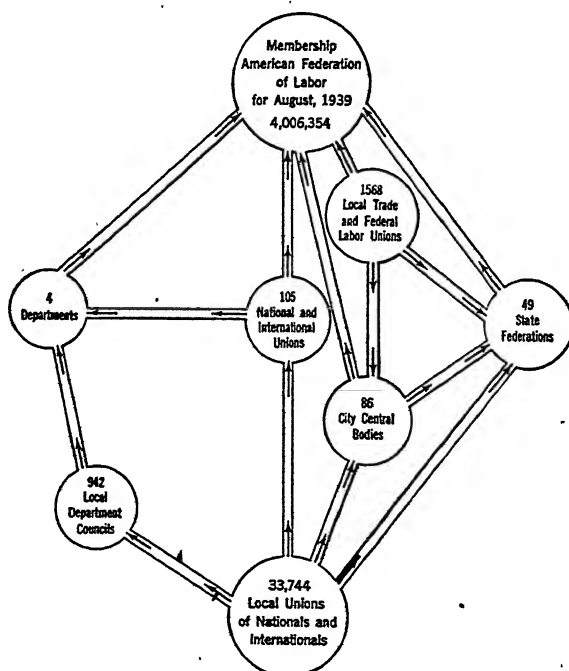 Membership
American Federation
of Labor
for August, 1939
4,006,354
1568
Local Trade
and Federal
Labor Unions
4
Departments
105
National and
International
Unions
49
State
Federations
86
City Central
Bodies
942
Local
Department
Councils
33,744
Local Unions
of Nationals and
Internationals